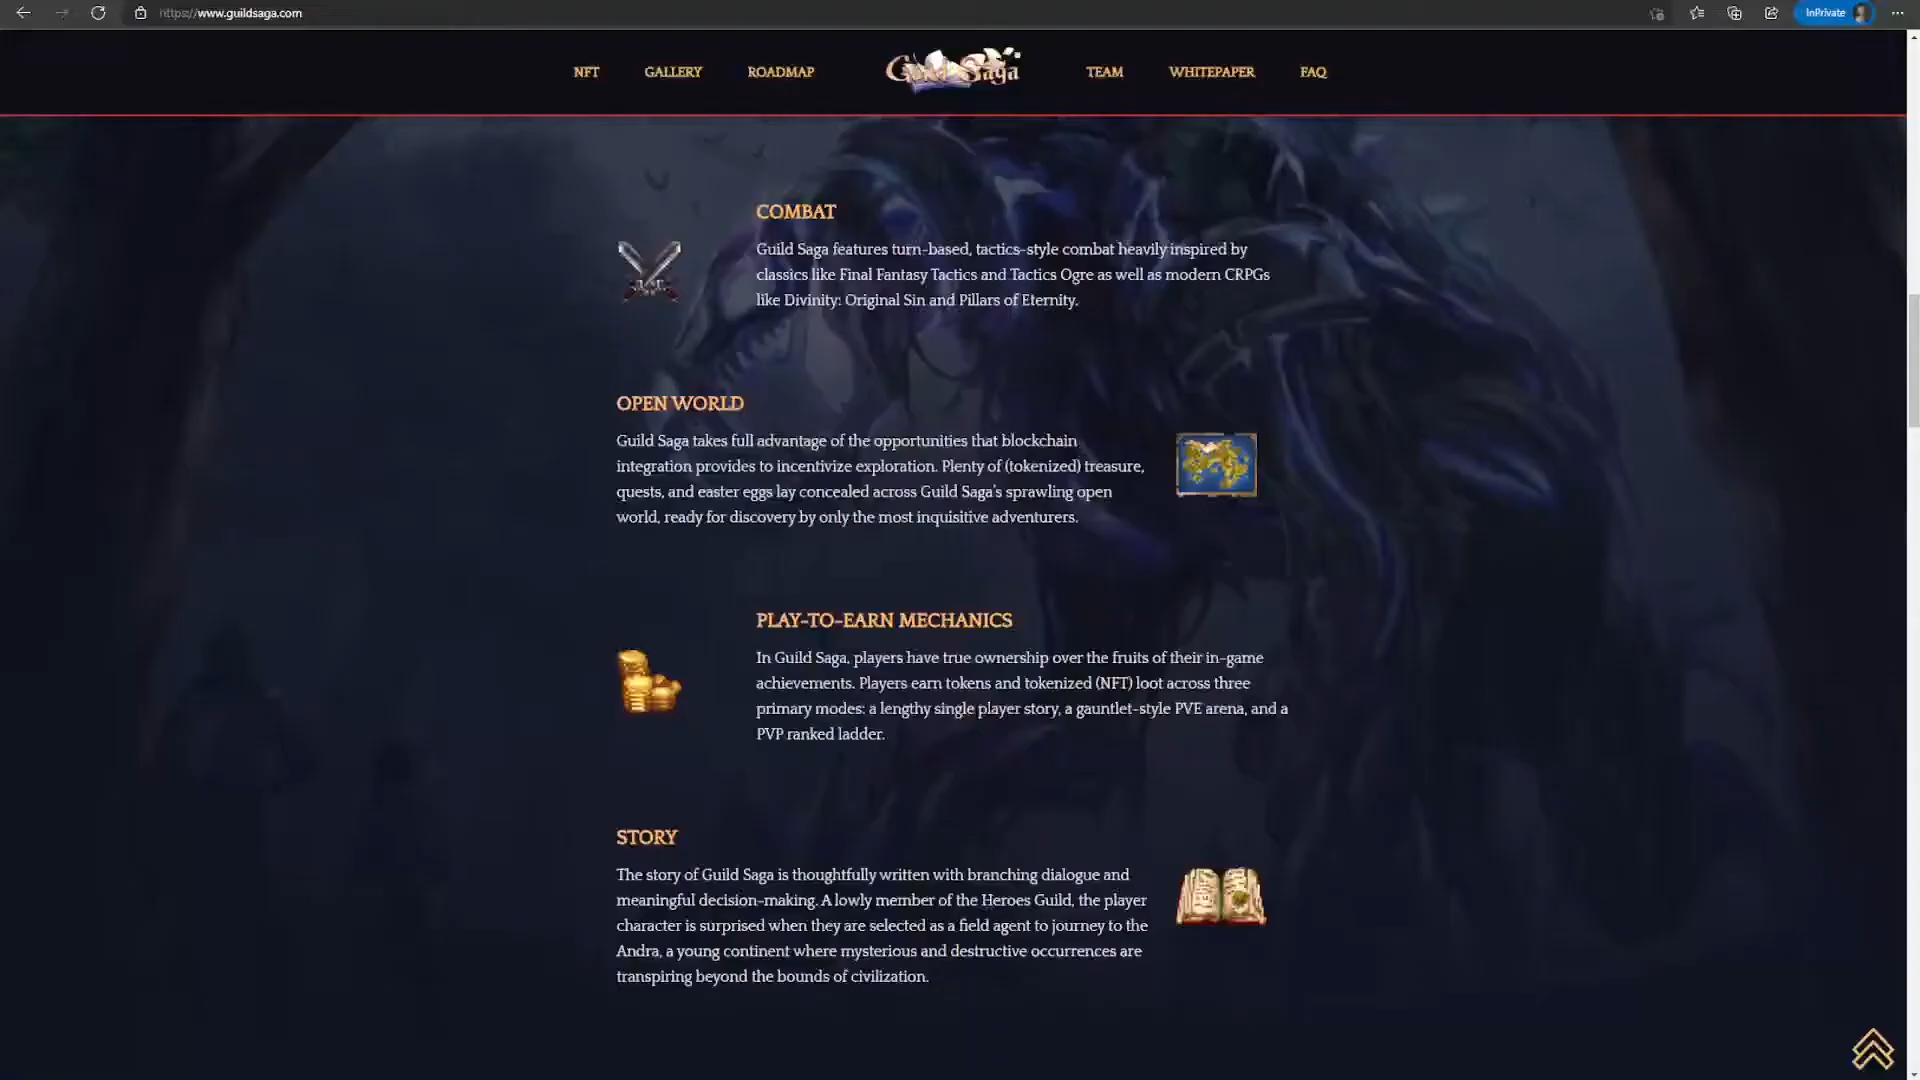 https://www.guildsaga.com
InPrivate
NFT
GALLERY
ROADMAP
Guild Saga
TEAM
WHITEPAPER
FAQ
COMBAT
Guild Saga features turn-based, tactics-style combat heavily inspired by
classics like Final Fantasy Tactics and Tactics Ogre as well as modern CRPGs
like Divinity: Original Sin and Pillars of Eternity.
OPEN WORLD
Guild Saga takes full advantage of the opportunities that blockchain
integration provides to incentivize exploration. Plenty of (tokenized) treasure,
quests, and easter eggs lay concealed across Guild Saga's sprawling open
world, ready for discovery by only the most inquisitive adventurers.
PLAY-TO-EARN MECHANICS
In Guild Saga, players have true ownership over the fruits of their in-game
achievements. Players earn tokens and tokenized (NFT) loot across three
primary modes: a lengthy single player story, a gauntlet-style PVE arena, and a
PVP ranked ladder.
STORY
The story of Guild Saga is thoughtfully written with branching dialogue and
meaningful decision-making. A lowly member of the Heroes Guild, the player
character is surprised when they are selected as a field agent to journey to the
Andra, a young continent where mysterious and destructive occurrences are
transpiring beyond the bounds of civilization.